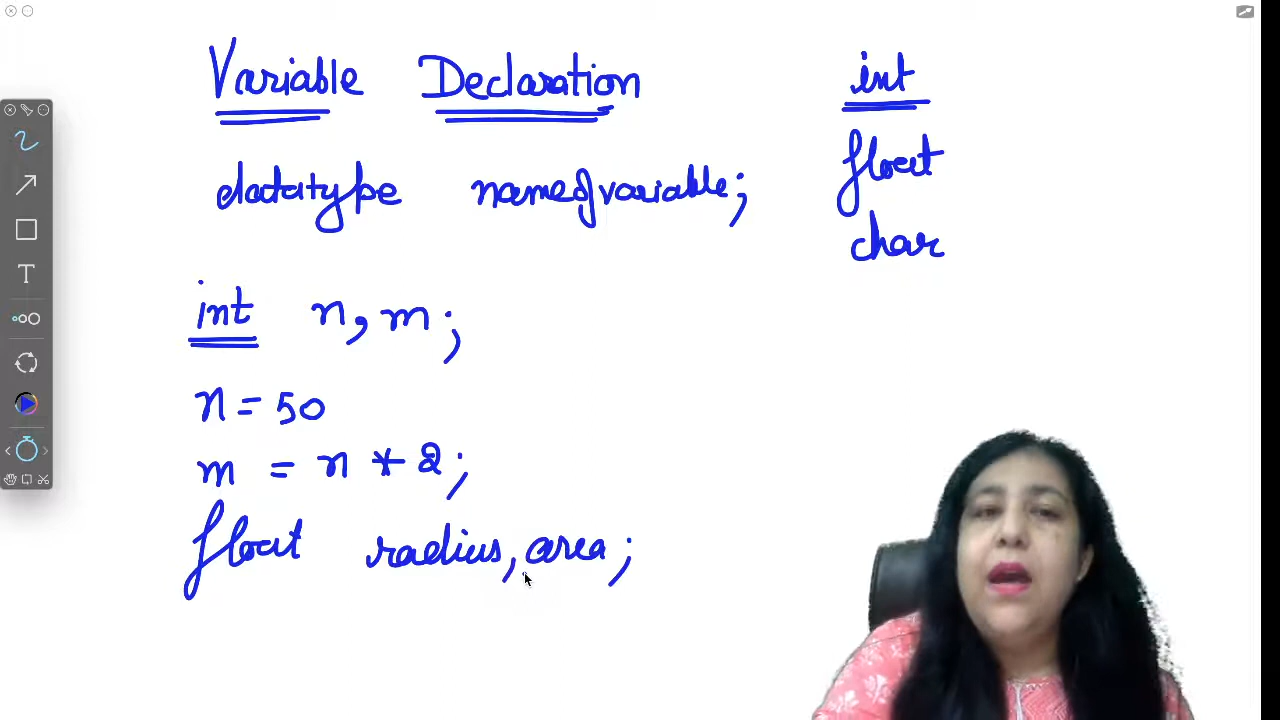 Variable Declaration
datatype nameofvariable;
int n, m;
n = 50
m = n * 2;
float radius, area;
int
float
char
T